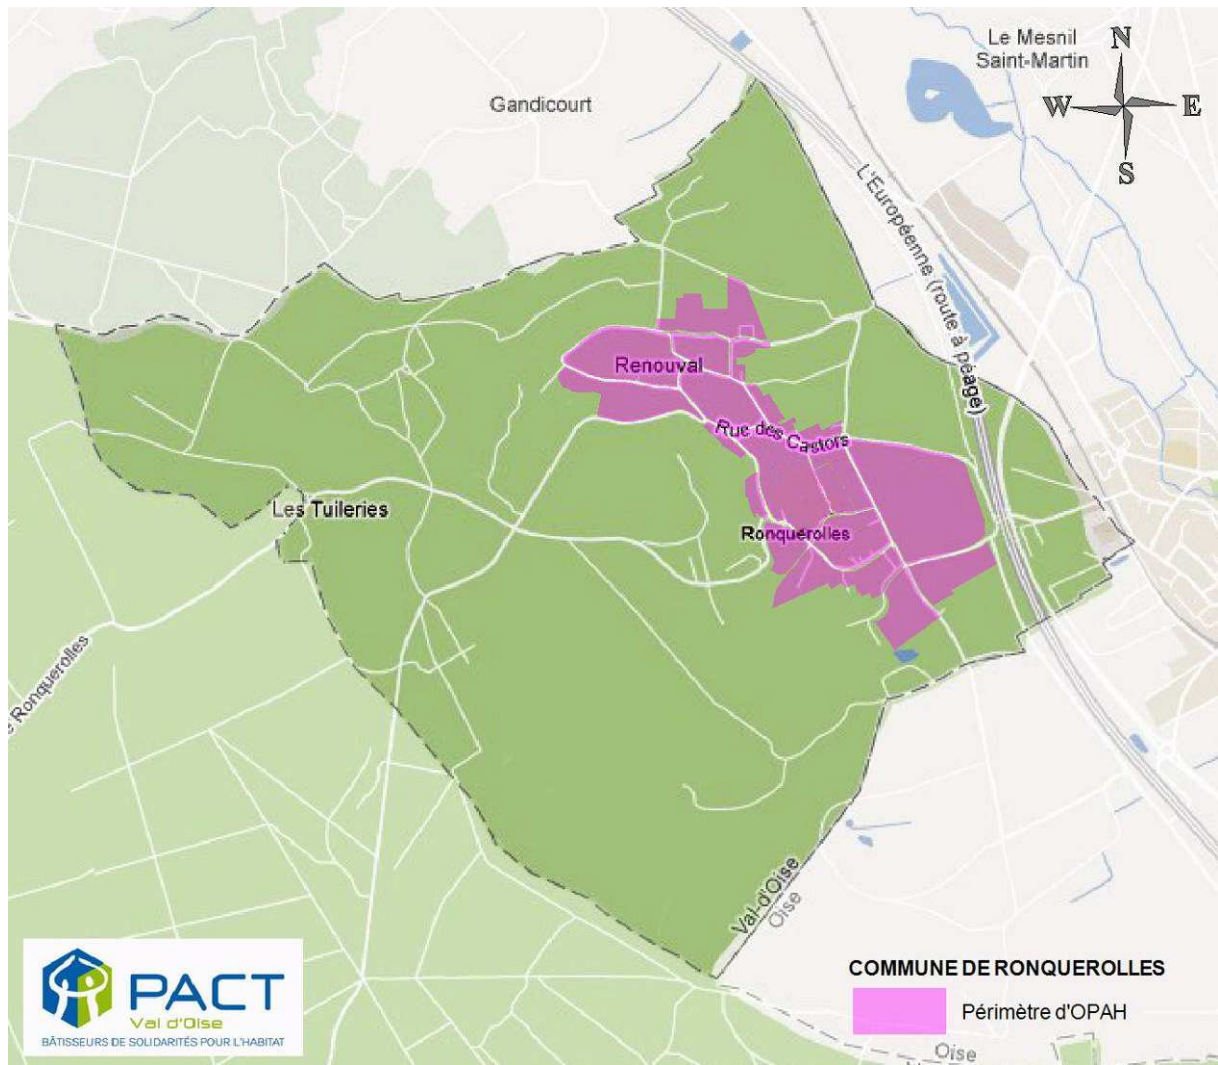 Le Mesnil
Saint-Martin
N
W
E
S
Gandicourt
L'Européenne (route à péage)
Renouval
Rue des Castors
Les Tuileries
Ronquerolles
Ronquerolles
Val-d'Oise
Oise
COMMUNE DE RONQUEROLLES
Périmètre d'OPAH
Oise
PACT
Val d'Oise
BÂTISSEURS DE SOLIDARITÉS POUR L'HABITAT